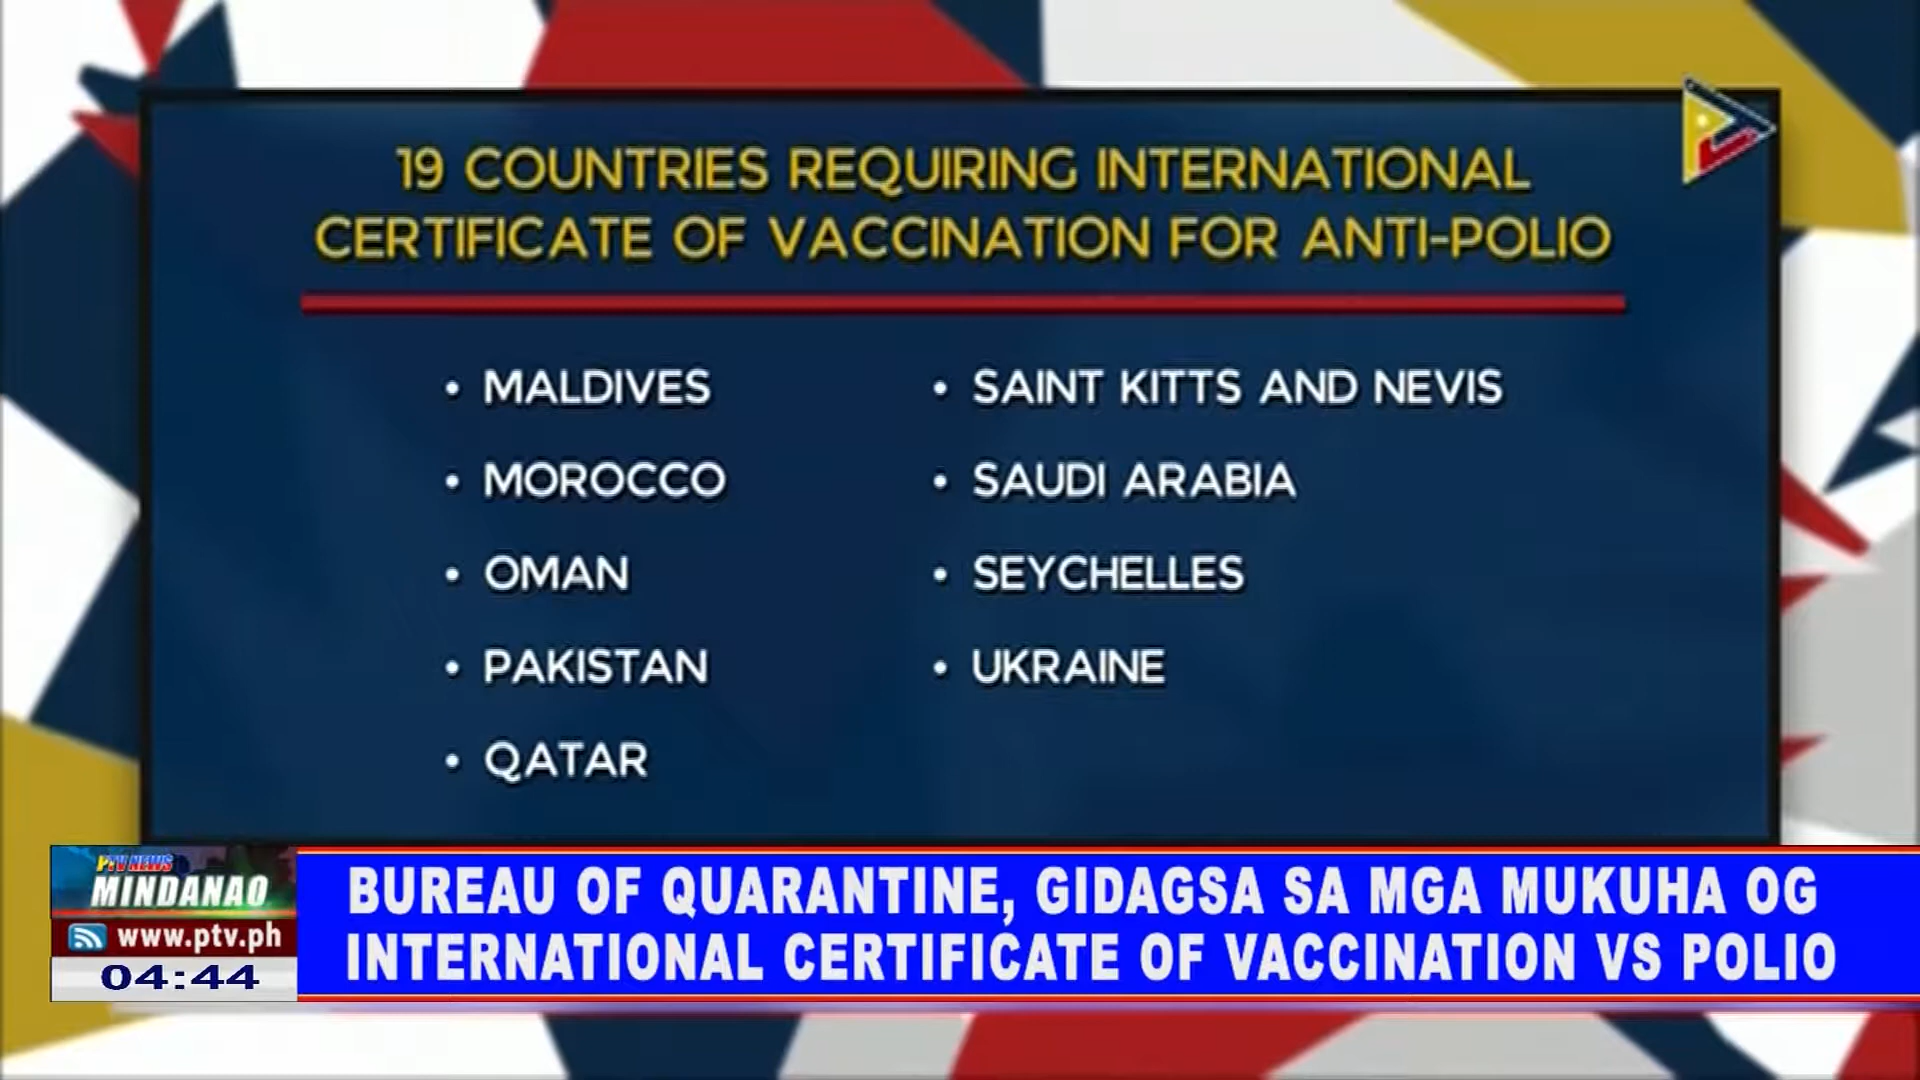 19 COUNTRIES REQUIRING INTERNATIONAL
CERTIFICATE OF VACCINATION FOR ANTI-POLIO
• MALDIVES
• MOROCCO
• OMAN
• PAKISTAN
• QATAR
• SAINT KITTS AND NEVIS
• SAUDI ARABIA
• SEYCHELLES
• UKRAINE
PTV NEWS
MINDANAO
www.ptv.ph
04:44
BUREAU OF QUARANTINE, GIDAGSA SA MGA MUKUHA OG
INTERNATIONAL CERTIFICATE OF VACCINATION VS POLIO